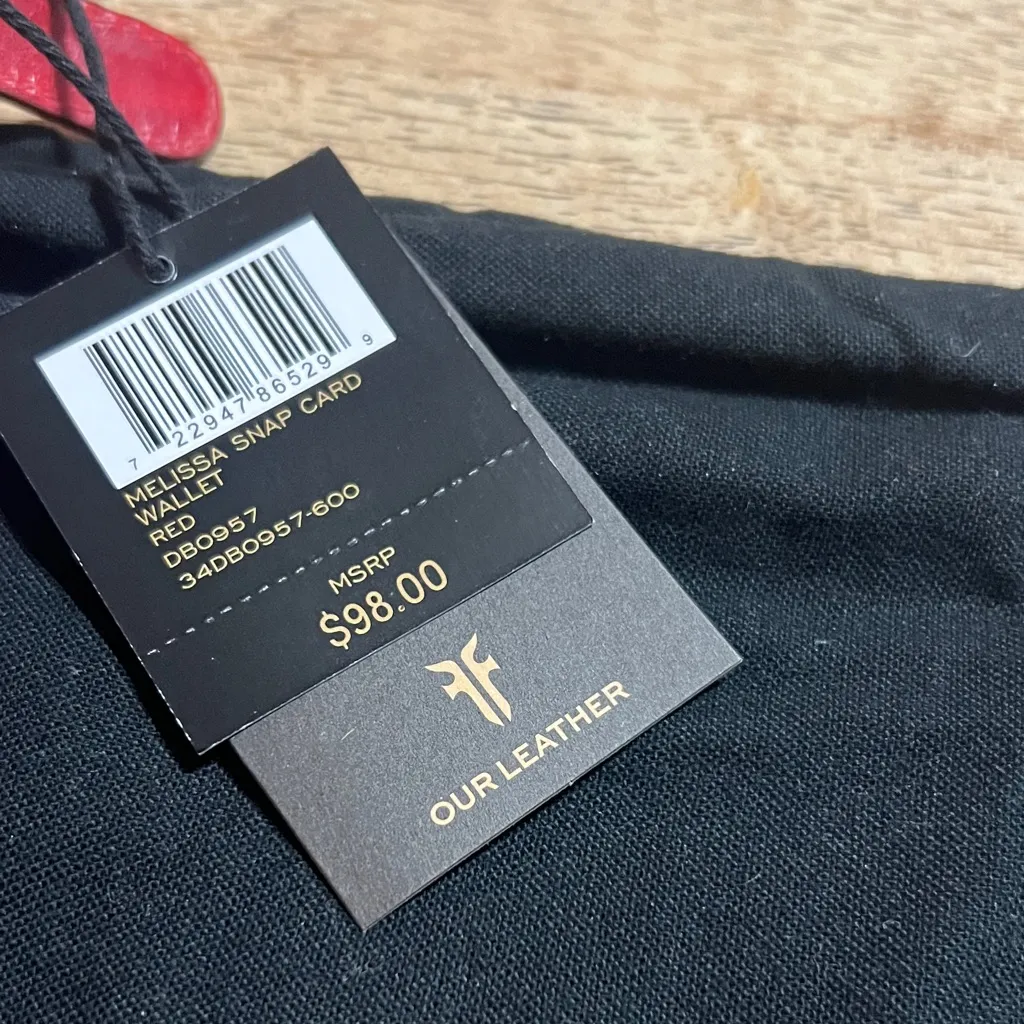 7 22947 86529 9
MELISSA SNAP CARD
WALLET
RED
DB0957
34DB0957-600
MSRP
$98.00
OUR LEATHER